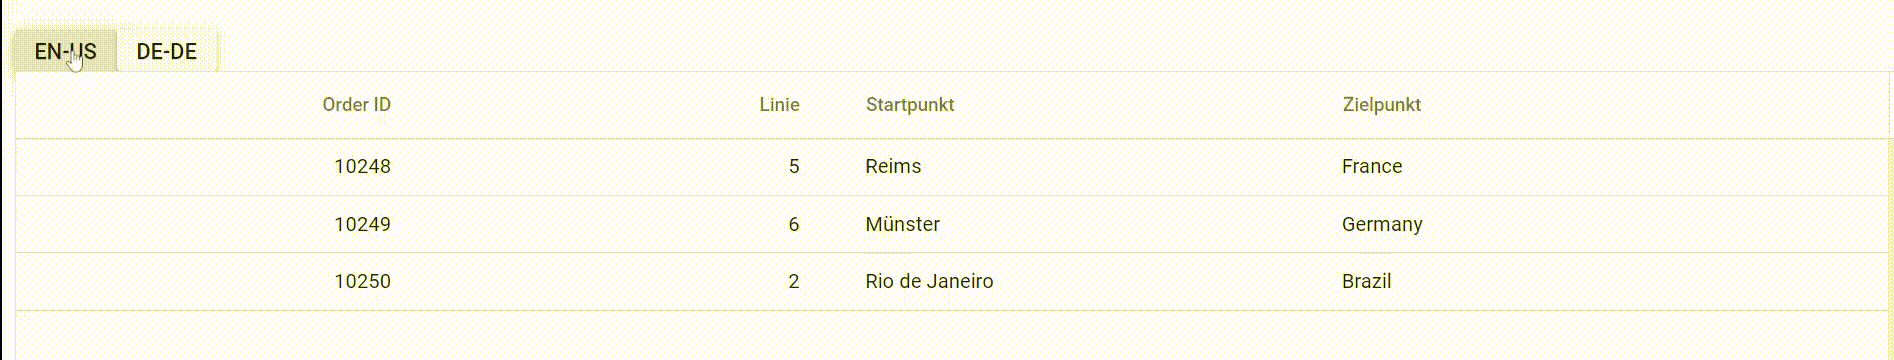 EN-US DE-DE
Order ID Linie Startpunkt Zielpunkt
10248 5 Reims France
10249 6 Münster Germany
10250 2 Rio de Janeiro Brazil